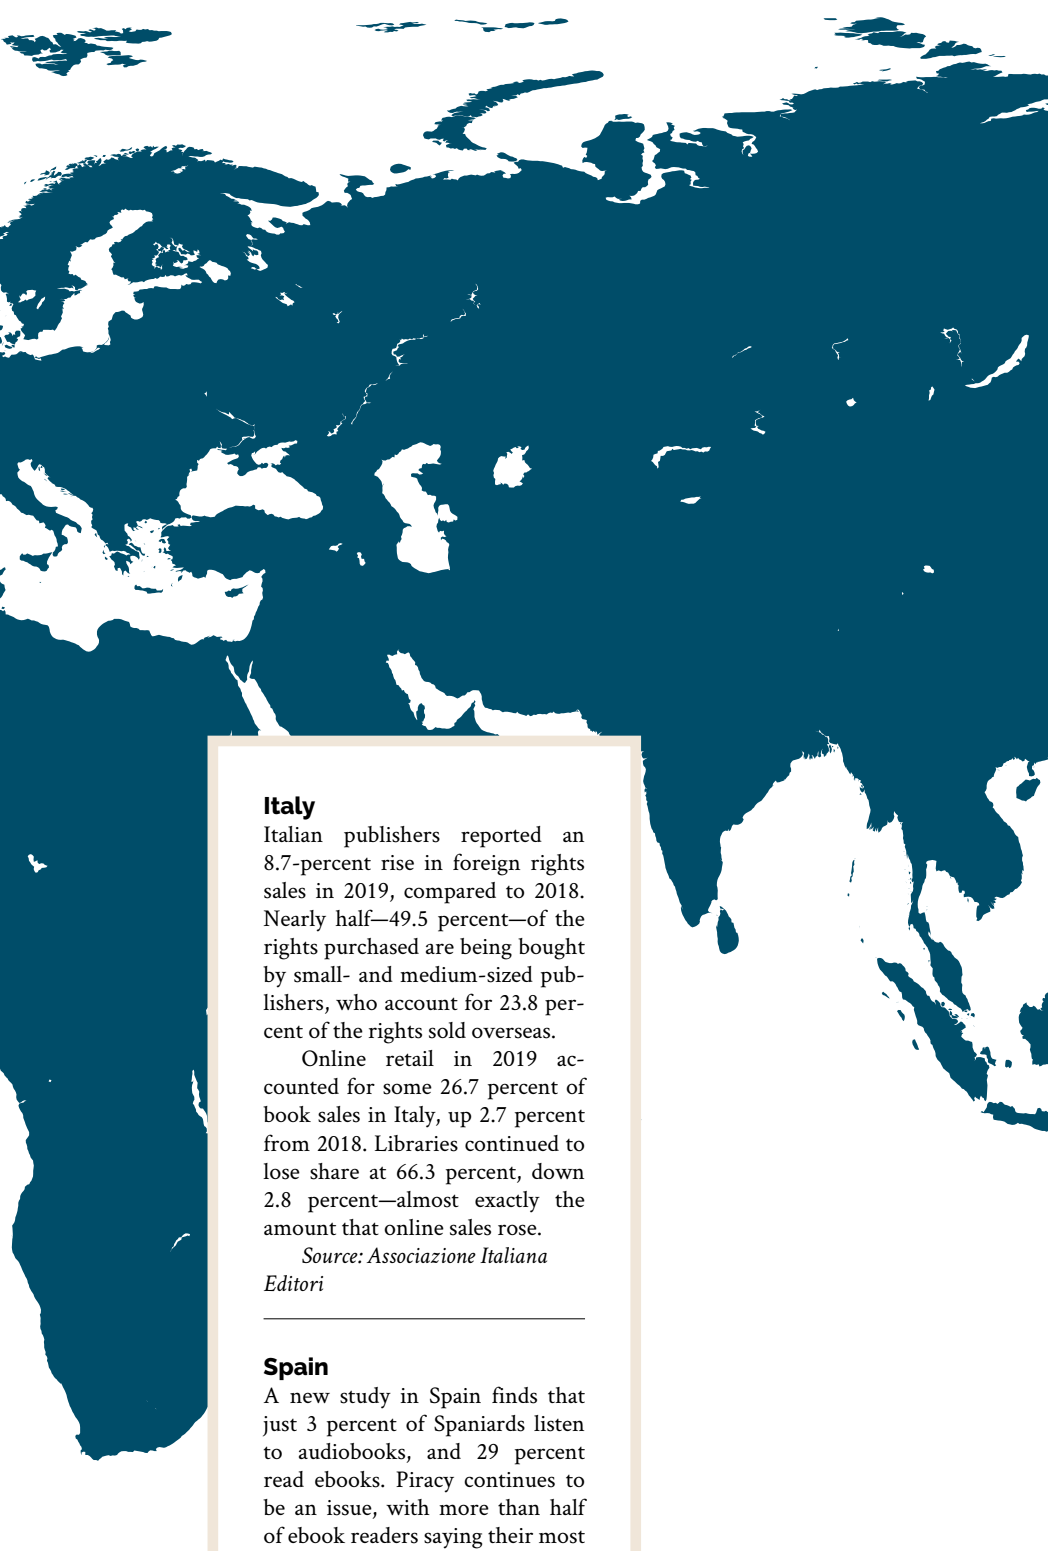 Italy
Italian publishers reported an
8.7-percent rise in foreign rights
sales in 2019, compared to 2018.
Nearly half—49.5 percent—of the
rights purchased are being bought
by small- and medium-sized pub-
lishers, who account for 23.8 per-
cent of the rights sold overseas.
Online retail in 2019 ac-
counted for some 26.7 percent of
book sales in Italy, up 2.7 percent
from 2018. Libraries continued to
lose share at 66.3 percent, down
2.8 percent—almost exactly the
amount that online sales rose.
Source: Associazione Italiana
Editori
Spain
A new study in Spain finds that
just 3 percent of Spaniards listen
to audiobooks, and 29 percent
read ebooks. Piracy continues to
be an issue, with more than half
of ebook readers saying their most